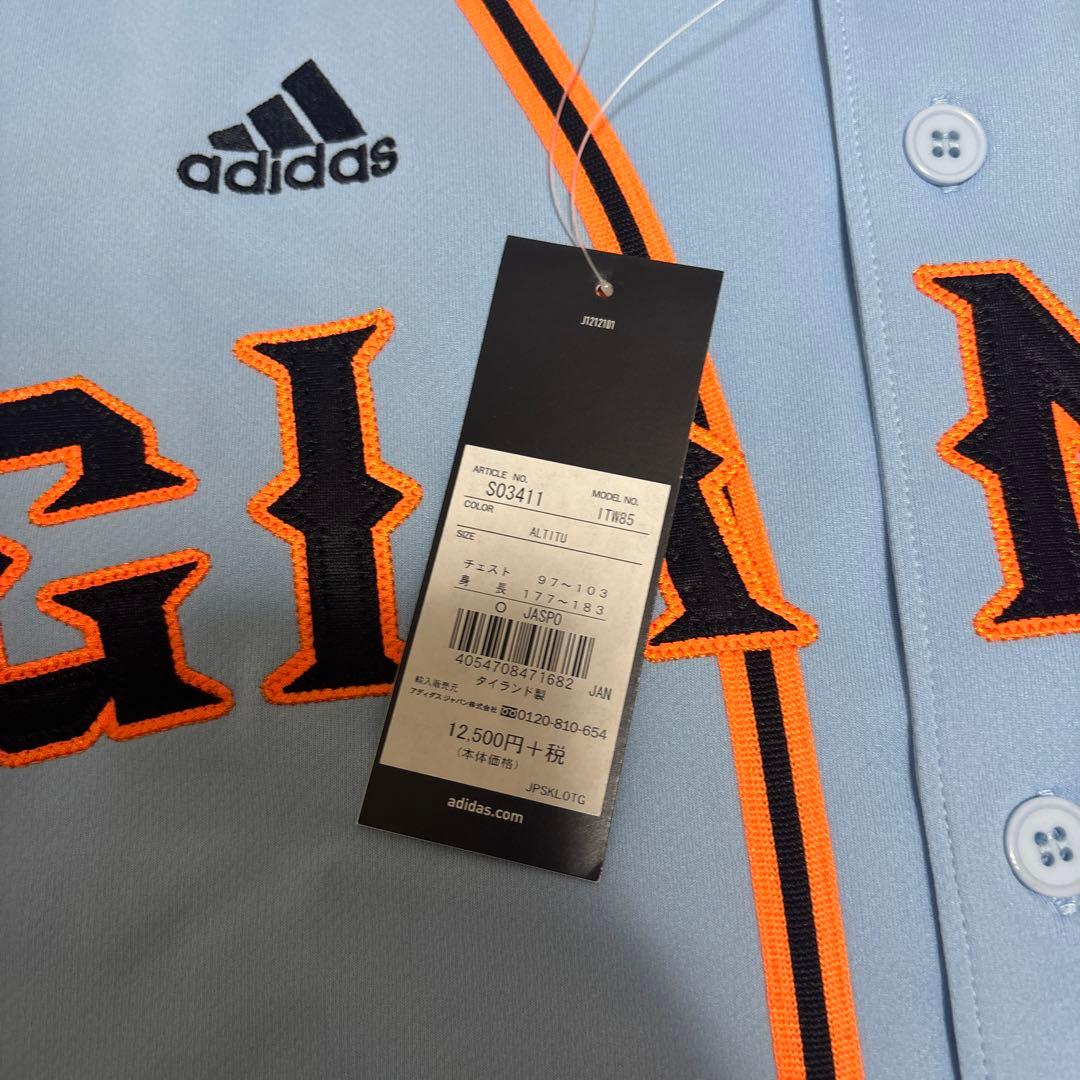 adidas
GIAN
J1212101
ARTICLE NO.
S03411
MODEL NO.
ITW85
COLOR
ALTITU
SIZE
チェスト 97～103
身 長 177～183
O JASPO
4054708471682 JAN
タイランド製
輸入販売元
アディダス ジャパン株式会社 0120-810-654
12,500円＋税
(本体価格)
JPSKLOTG
adidas.com